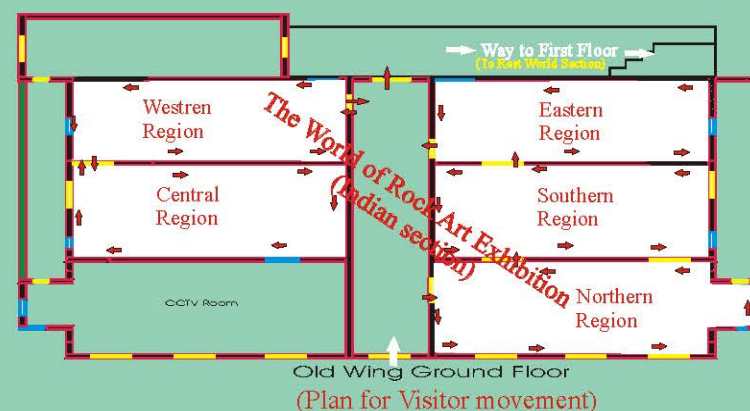 Way to First Floor
(To Rest World Section)
Westren
Region
Eastern
Region
The World of Rock Art Exhibition
(Indian section)
Central
Region
Southern
Region
CCTV Room
Northern
Region
Old Wing Ground Floor
(Plan for Visitor movement)